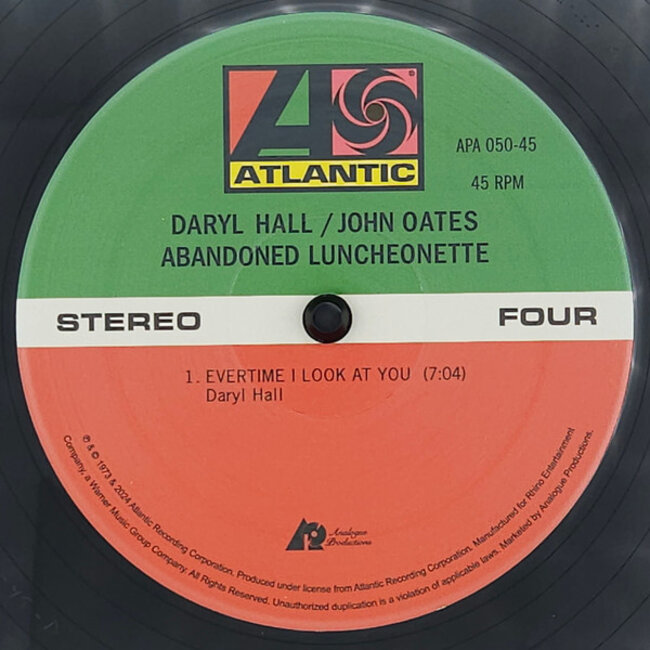 ATLANTIC
®
APA 050-45
45 RPM
DARYL HALL / JOHN OATES
ABANDONED LUNCHEONETTE
STEREO
FOUR
1. EVERTIME I LOOK AT YOU (7:04)
Daryl Hall
Analogue
Productions
℗ & © 1973 & 2024 Atlantic Recording Corporation. Produced under license from Atlantic Recording Corporation. Manufactured for Rhino Entertainment
Company, a Warner Music Group Company. All Rights Reserved. Unauthorized duplication is a violation of applicable laws. Marketed by Analogue Productions.